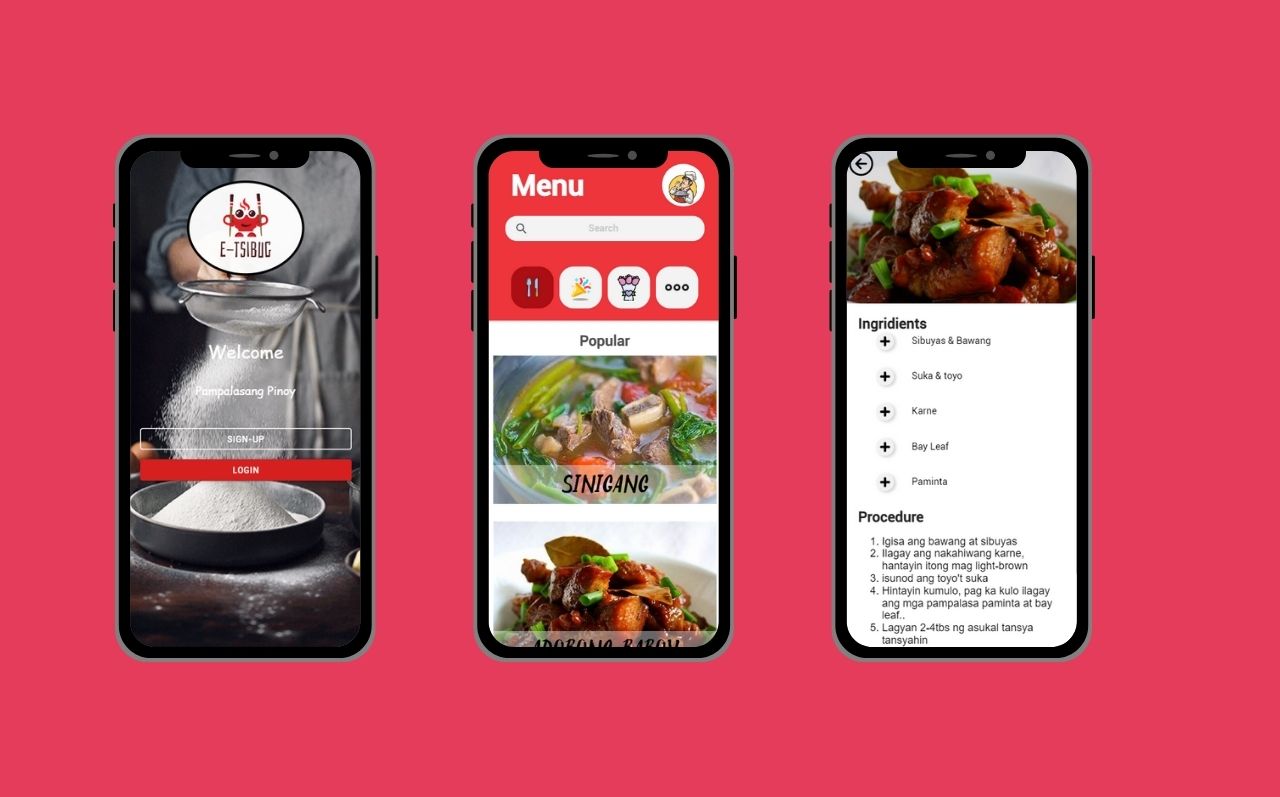 E-TSIBUG
Welcome
Pampalasang Pinoy
SIGN-UP
LOGIN
Menu
Search
Popular
SINIGANG
ADOBONG BABOY
Ingridients
Sibuyas & Bawang
Suka & toyo
Karne
Bay Leaf
Paminta
Procedure
1. Igisa ang bawang at sibuyas
2. Ilagay ang nakahiwang karne,
hantayin itong mag light-brown
3. isunod ang toyo't suka
4. Hintayin kumulo, pag ka kulo ilagay
ang mga pampalasa paminta at bay
leaf..
5. Lagyan 2-4tbs ng asukal tansya
tansyahin